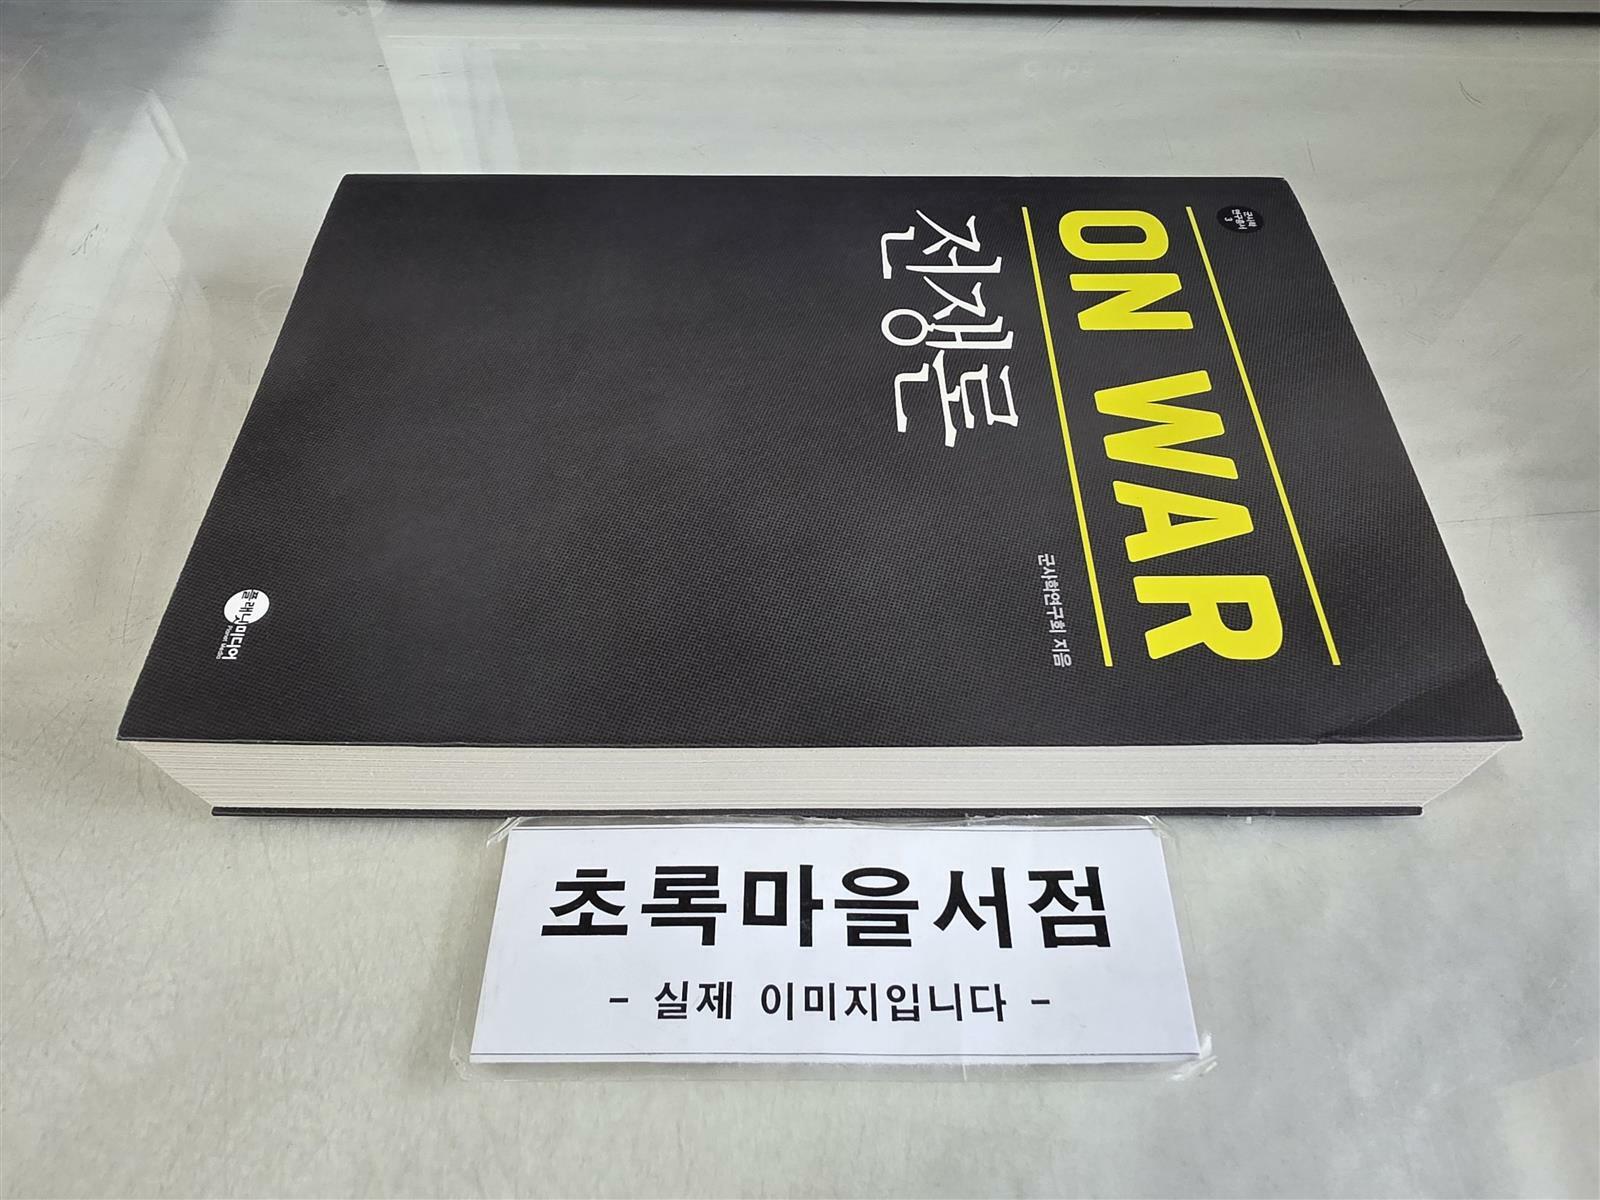 군사학
연구총서
3
ON WAR
전쟁론
군사학연구회 지음
플래닛미디어
Planet Media
초록마을서점
- 실제 이미지입니다 -